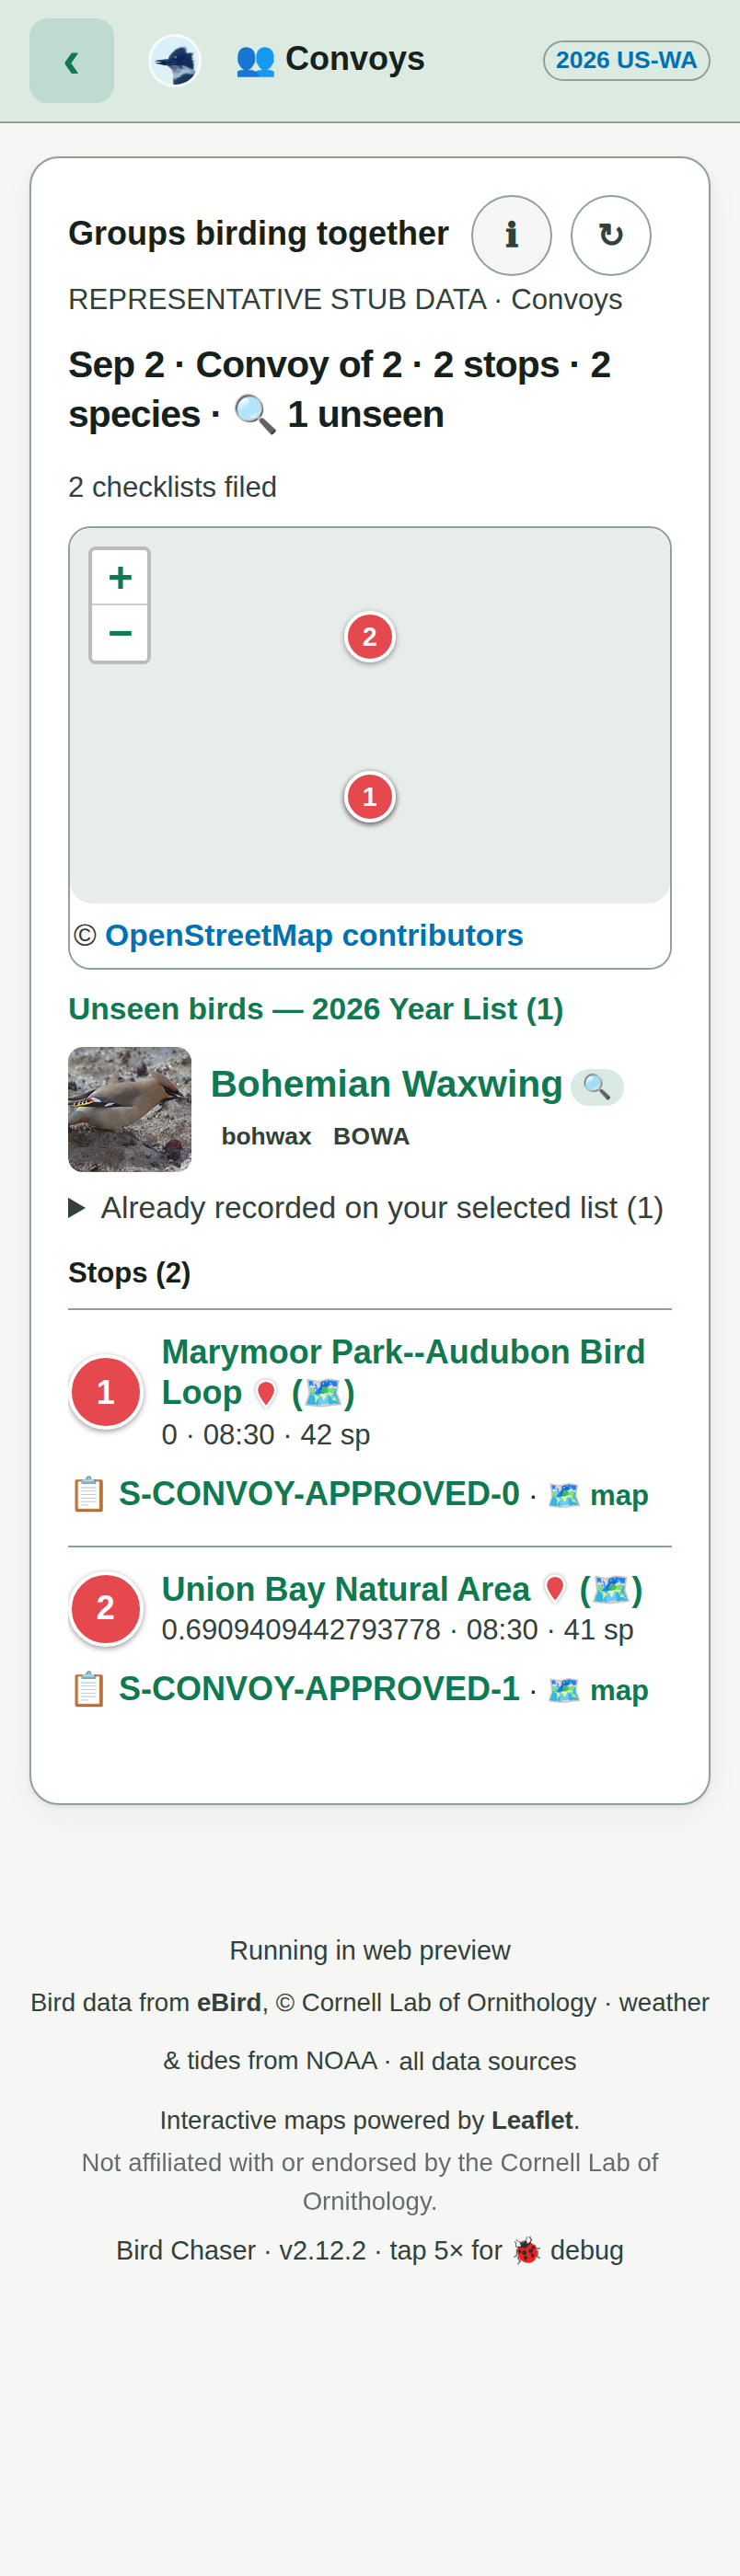 ‹ 👥 Convoys 2026 US-WA
Groups birding together ℹ ↻
REPRESENTATIVE STUB DATA · Convoys
Sep 2 · Convoy of 2 · 2 stops · 2
species · 🔍 1 unseen
2 checklists filed
+
−
2
1
© OpenStreetMap contributors
Unseen birds — 2026 Year List (1)
Bohemian Waxwing 🔍
bohwax BOWA
▶ Already recorded on your selected list (1)
Stops (2)
1
Marymoor Park--Audubon Bird
Loop 📍 (🗺️)
0 · 08:30 · 42 sp
📋 S-CONVOY-APPROVED-0 · 🗺️ map
2
Union Bay Natural Area 📍 (🗺️)
0.6909409442793778 · 08:30 · 41 sp
📋 S-CONVOY-APPROVED-1 · 🗺️ map
Running in web preview
Bird data from eBird, © Cornell Lab of Ornithology · weather
& tides from NOAA · all data sources
Interactive maps powered by Leaflet.
Not affiliated with or endorsed by the Cornell Lab of
Ornithology.
Bird Chaser · v2.12.2 · tap 5× for 🐞 debug